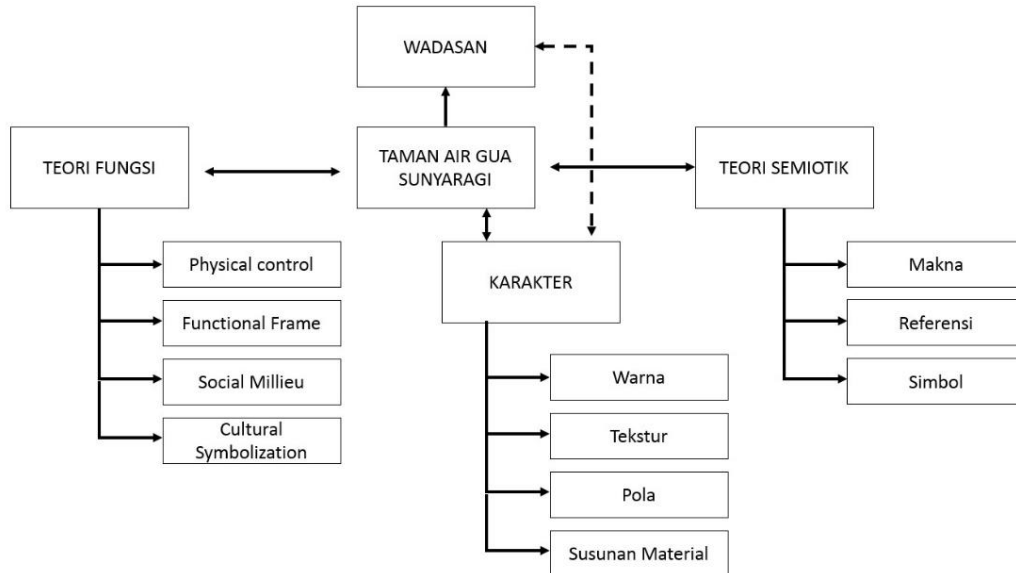 WADASAN
TEORI FUNGSI
TAMAN AIR GUA
SUNYARAGI
TEORI SEMIOTIK
Physical control
Functional Frame
Social Millieu
Cultural
Symbolization
KARAKTER
Warna
Tekstur
Pola
Susunan Material
Makna
Referensi
Simbol